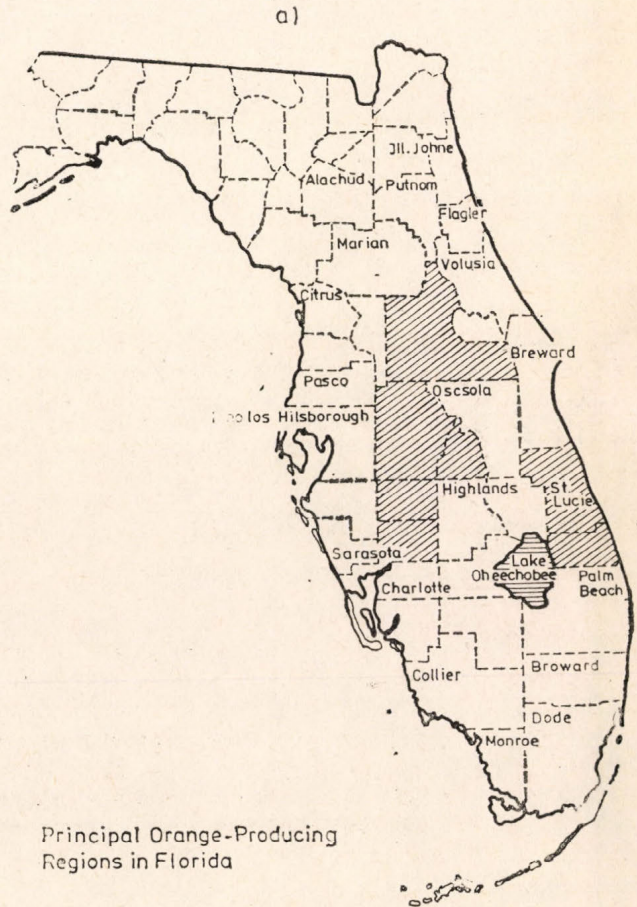 a)
Jll. Johne
Alachud
Putnom
Flagler
Marian
Volusia
Citrus
Breward
Pasco
Oscsola
los Hilsborough
Highlands
St.
Lucie
Sarasota
Lake
Oheechobee
Palm
Beach
Charlotte
Collier
Broward
Dode
Monroe
Principal Orange-Producing
Regions in Florida